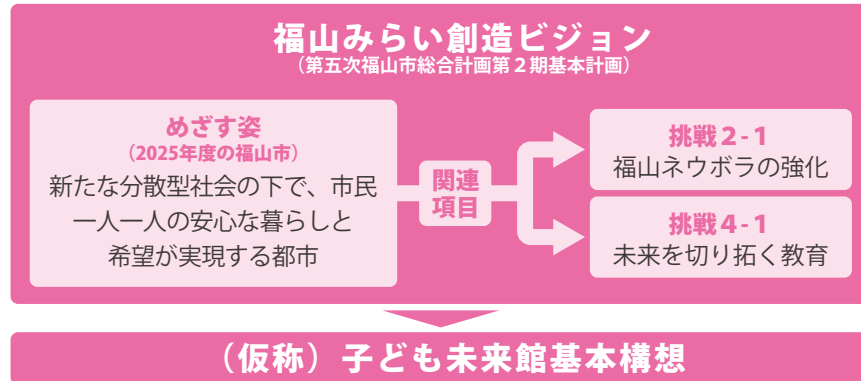 福山みらい創造ビジョン
（第五次福山市総合計画第２期基本計画）
めざす姿
（2025年度の福山市）
新たな分散型社会の下で、市民
一人一人の安心な暮らしと
希望が実現する都市
関連
項目
挑戦２-１
福山ネウボラの強化
挑戦４-１
未来を切り拓く教育
（仮称）子ども未来館基本構想